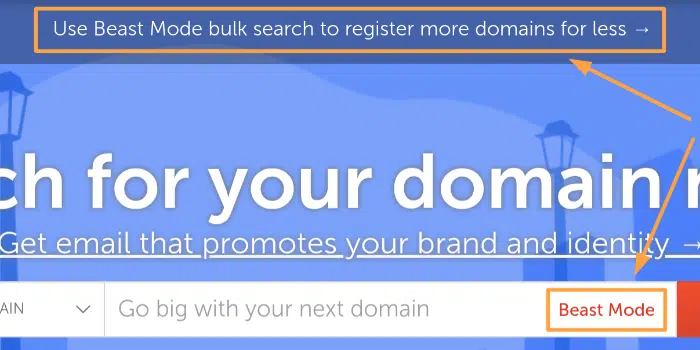 Use Beast Mode bulk search to register more domains for less →
ch for your domain
Get email that promotes your brand and identity →
AIN Go big with your next domain Beast Mode